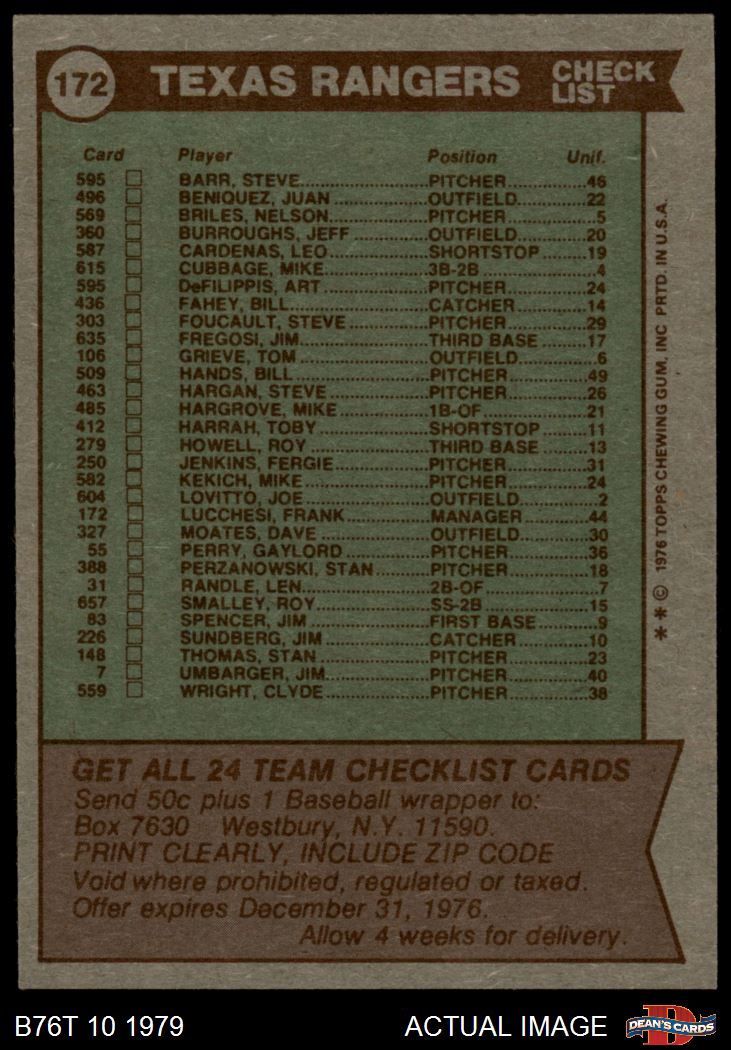 172 TEXAS RANGERS CHECK LIST
Card Player Position Unif.
595 BARR, STEVE PITCHER 46
496 BENIQUEZ, JUAN OUTFIELD 22
569 BRILES, NELSON PITCHER 5
360 BURROUGHS, JEFF OUTFIELD 20
587 CARDENAS, LEO SHORTSTOP 19
615 CUBBAGE, MIKE 3B-2B 4
595 DeFILIPPIS, ART PITCHER 24
436 FAHEY, BILL CATCHER 14
303 FOUCAULT, STEVE PITCHER 29
635 FREGOSI, JIM THIRD BASE 17
106 GRIEVE, TOM OUTFIELD 6
509 HANDS, BILL PITCHER 49
463 HARGAN, STEVE PITCHER 26
485 HARGROVE, MIKE 1B-OF 21
412 HARRAH, TOBY SHORTSTOP 11
279 HOWELL, ROY THIRD BASE 13
250 JENKINS, FERGIE PITCHER 31
582 KEKICH, MIKE PITCHER 24
604 LOVITTO, JOE OUTFIELD 2
172 LUCCHESI, FRANK MANAGER 44
327 MOATES, DAVE OUTFIELD 30
55 PERRY, GAYLORD PITCHER 36
388 PERZANOWSKI, STAN PITCHER 18
31 RANDLE, LEN 2B-OF 7
657 SMALLEY, ROY SS-2B 15
83 SPENCER, JIM FIRST BASE 9
226 SUNDBERG, JIM CATCHER 10
148 THOMAS, STAN PITCHER 23
7 UMBARGER, JIM PITCHER 40
559 WRIGHT, CLYDE PITCHER 38
**© 1976 TOPPS CHEWING GUM, INC PRTD. IN U.S.A.
GET ALL 24 TEAM CHECKLIST CARDS
Send 50c plus 1 Baseball wrapper to:
Box 7630 Westbury, N.Y. 11590.
PRINT CLEARLY, INCLUDE ZIP CODE
Void where prohibited, regulated or taxed.
Offer expires December 31, 1976.
Allow 4 weeks for delivery.
B76T 10 1979 ACTUAL IMAGE D DEAN'S CARDS